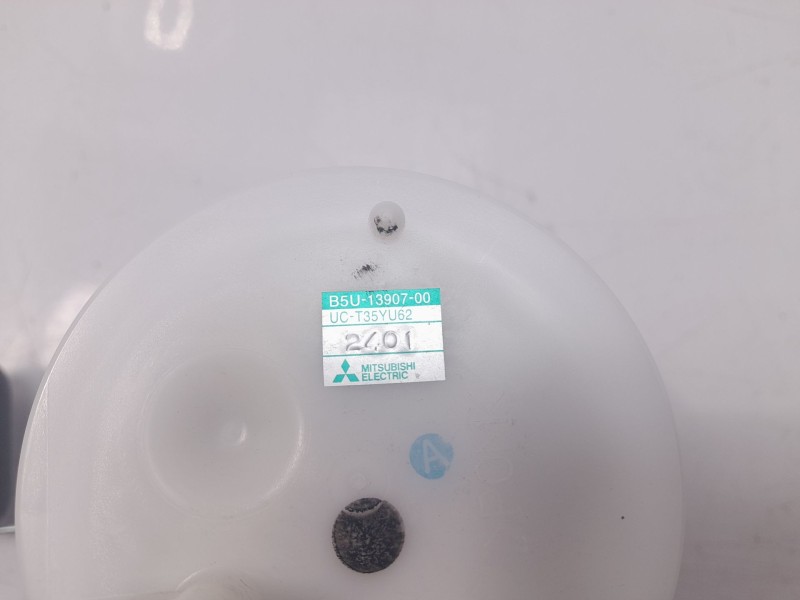 B5U-13907-00
UC-T35YU62
2401
MITSUBISHI
ELECTRIC
A